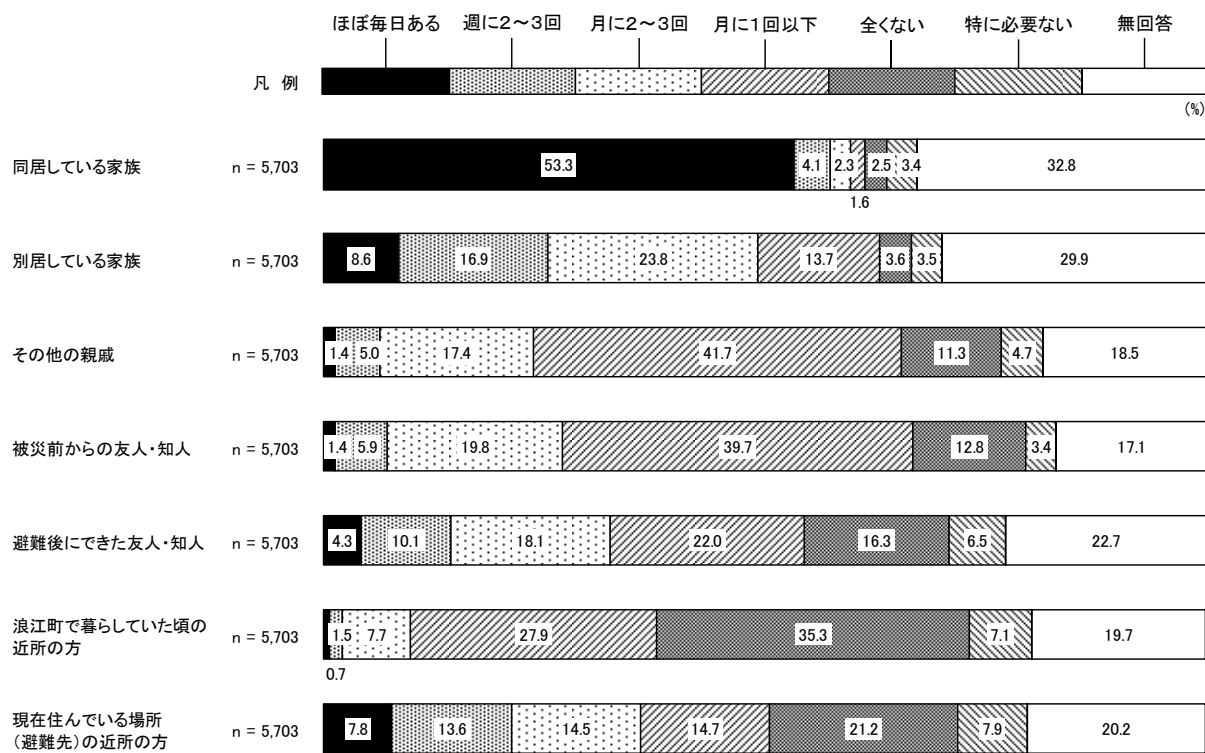 ほぼ毎日ある 週に２～３回 月に２～３回 月に１回以下 全くない 特に必要ない 無回答
凡 例
(%)
同居している家族 n = 5,703 53.3 4.1 2.3 2.5 3.4 32.8
1.6
別居している家族 n = 5,703 8.6 16.9 23.8 13.7 3.6 3.5 29.9
その他の親戚 n = 5,703 1.4 5.0 17.4 41.7 11.3 4.7 18.5
被災前からの友人・知人 n = 5,703 1.4 5.9 19.8 39.7 12.8 3.4 17.1
避難後にできた友人・知人 n = 5,703 4.3 10.1 18.1 22.0 16.3 6.5 22.7
浪江町で暮らしていた頃の
近所の方 n = 5,703 1.5 7.7 27.9 35.3 7.1 19.7
0.7
現在住んでいる場所
（避難先）の近所の方 n = 5,703 7.8 13.6 14.5 14.7 21.2 7.9 20.2